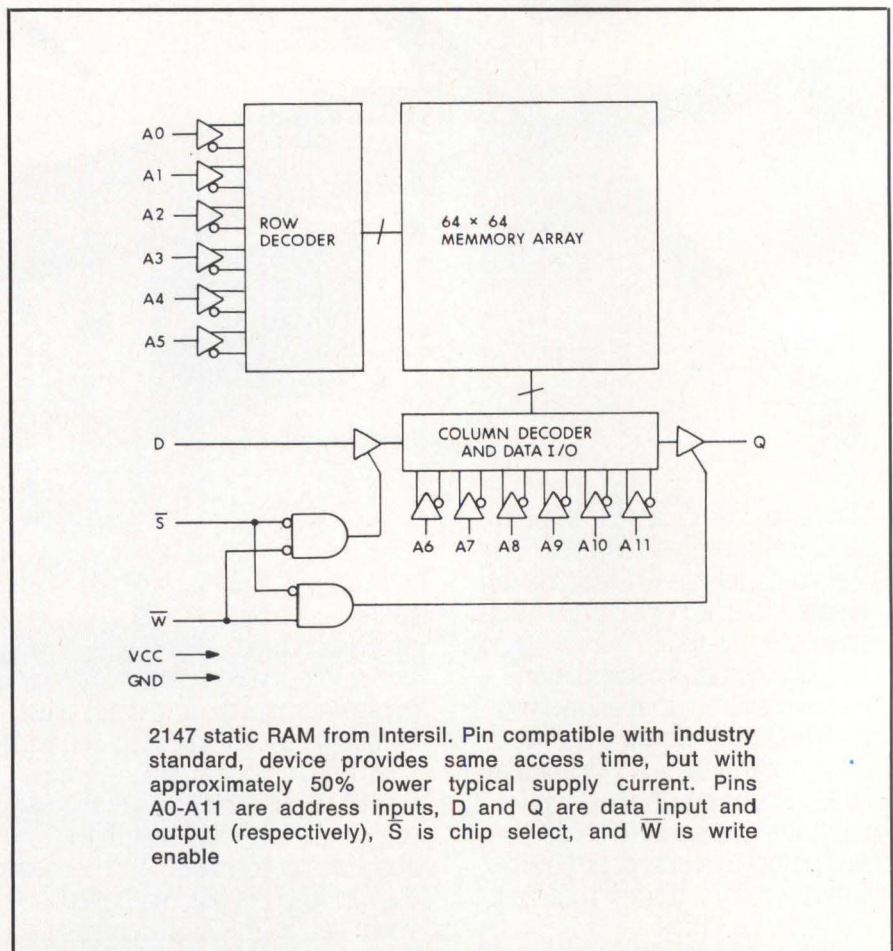 A0
A1
A2
A3
A4
A5
ROW
DECODER
64 × 64
MEMMORY ARRAY
D
COLUMN DECODER
AND DATA I/O
Q
S̅
A6 A7 A8 A9 A10 A11
W̅
VCC
GND
2147 static RAM from Intersil. Pin compatible with industry
standard, device provides same access time, but with
approximately 50% lower typical supply current. Pins
A0-A11 are address inputs, D and Q are data input and
output (respectively), S̅ is chip select, and W̅ is write
enable